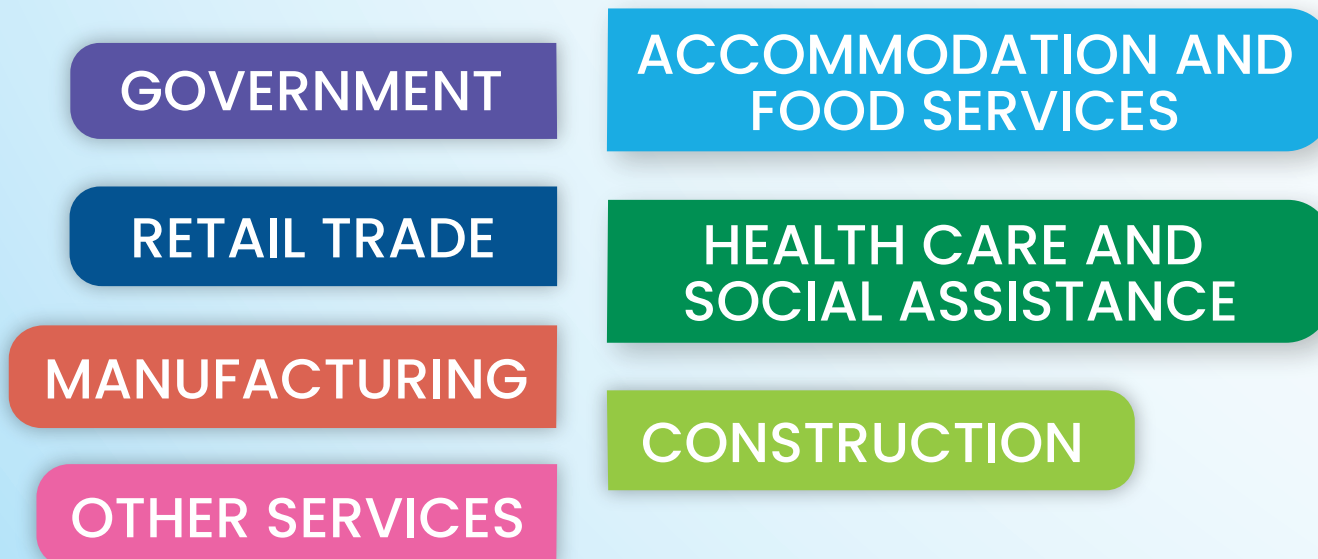 GOVERNMENT
RETAIL TRADE
MANUFACTURING
OTHER SERVICES
ACCOMMODATION AND
FOOD SERVICES
HEALTH CARE AND
SOCIAL ASSISTANCE
CONSTRUCTION